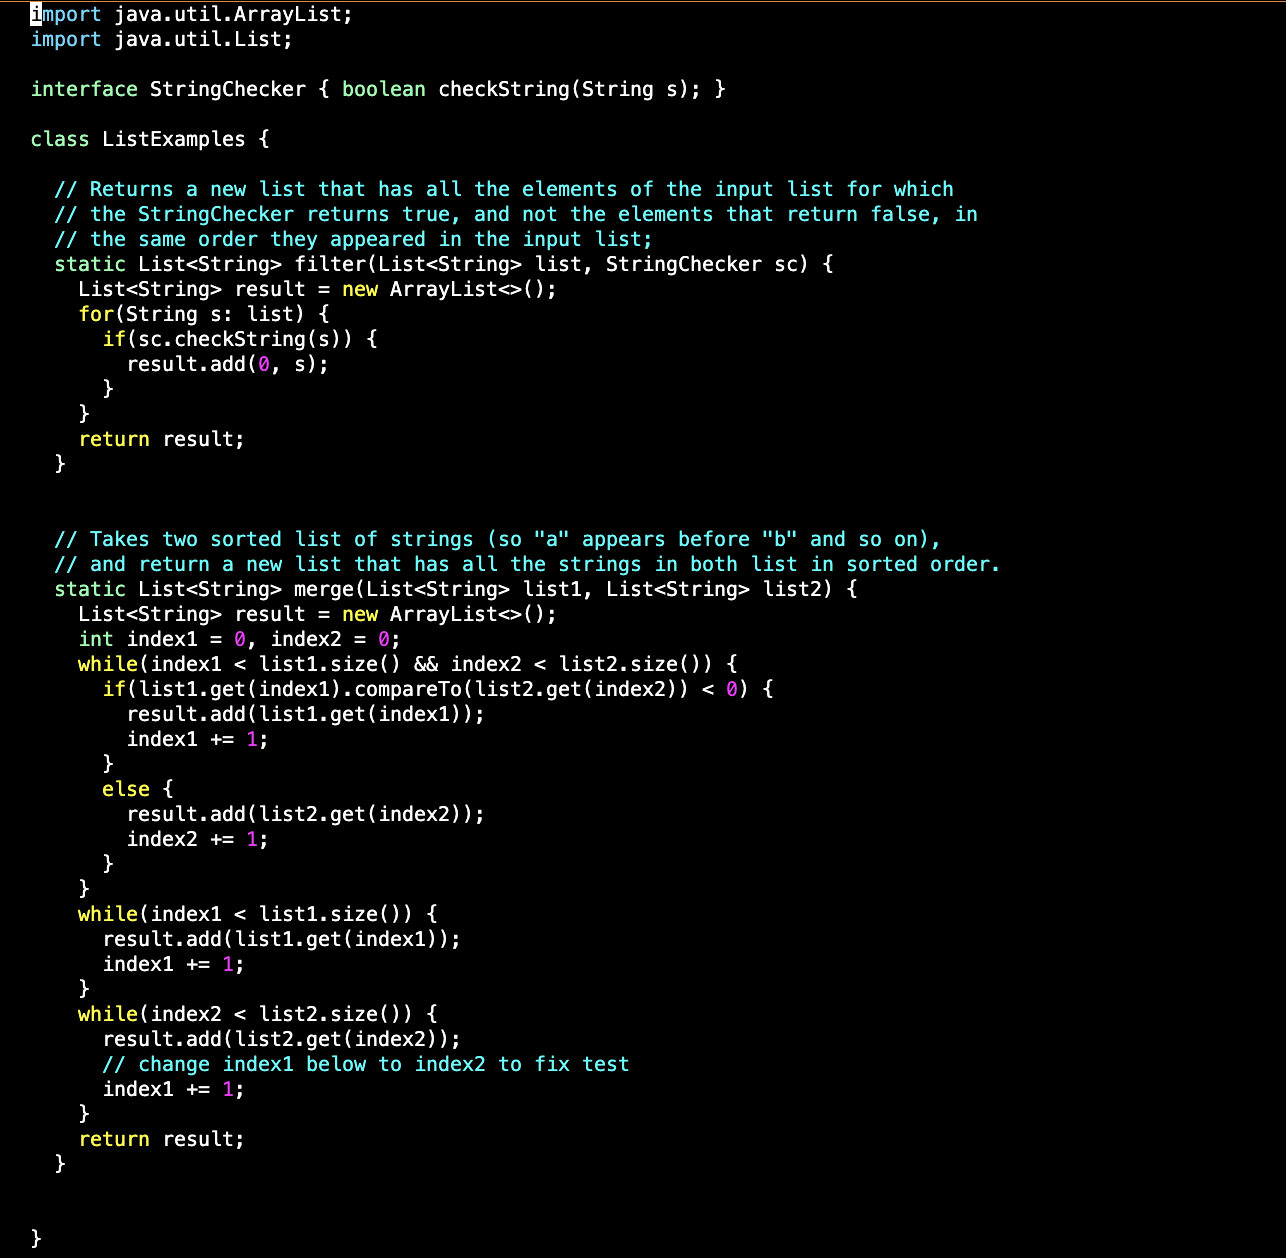 import java.util.ArrayList;
import java.util.List;

interface StringChecker { boolean checkString(String s); }

class ListExamples {

  // Returns a new list that has all the elements of the input list for which
  // the StringChecker returns true, and not the elements that return false, in
  // the same order they appeared in the input list;
  static List<String> filter(List<String> list, StringChecker sc) {
    List<String> result = new ArrayList<>();
    for(String s: list) {
      if(sc.checkString(s)) {
        result.add(0, s);
      }
    }
    return result;
  }


  // Takes two sorted list of strings (so "a" appears before "b" and so on),
  // and return a new list that has all the strings in both list in sorted order.
  static List<String> merge(List<String> list1, List<String> list2) {
    List<String> result = new ArrayList<>();
    int index1 = 0, index2 = 0;
    while(index1 < list1.size() && index2 < list2.size()) {
      if(list1.get(index1).compareTo(list2.get(index2)) < 0) {
        result.add(list1.get(index1));
        index1 += 1;
      }
      else {
        result.add(list2.get(index2));
        index2 += 1;
      }
    }
    while(index1 < list1.size()) {
      result.add(list1.get(index1));
      index1 += 1;
    }
    while(index2 < list2.size()) {
      result.add(list2.get(index2));
      // change index1 below to index2 to fix test
      index1 += 1;
    }
    return result;
  }


}